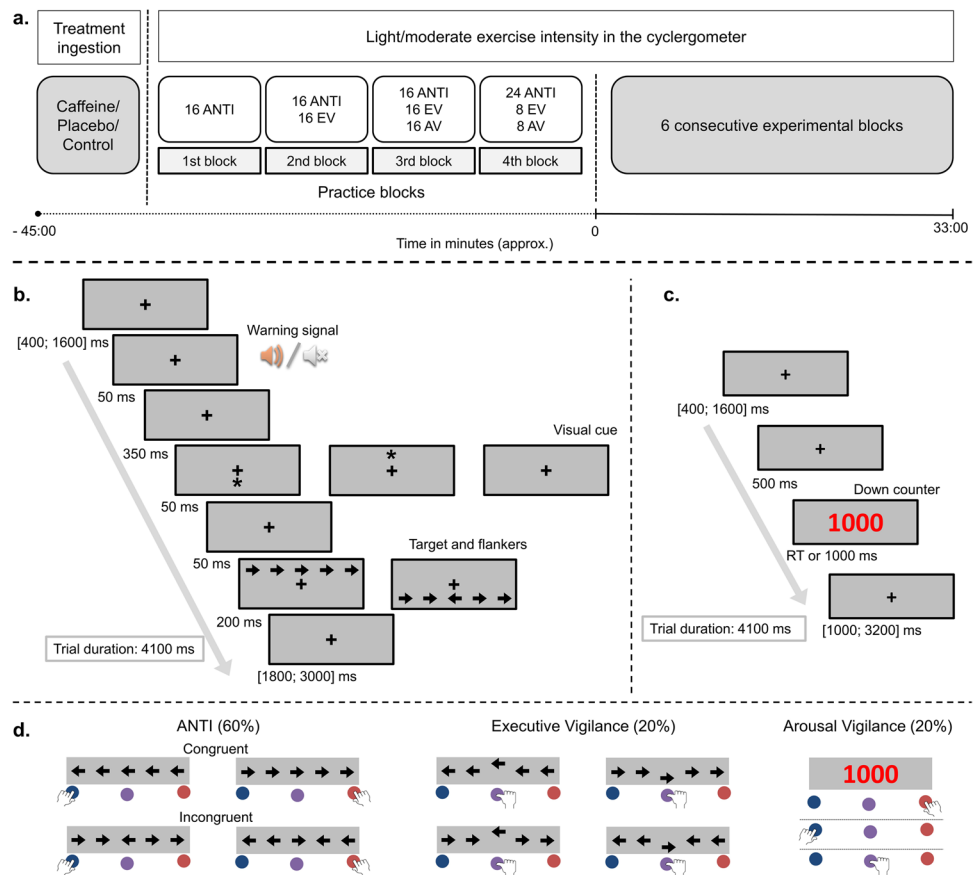 a.
Treatment
ingestion
Light/moderate exercise intensity in the cyclergometer
Caffeine/
Placebo/
Control
16 ANTI
16 ANTI
16 EV
16 ANTI
16 EV
16 AV
24 ANTI
8 EV
8 AV
6 consecutive experimental blocks
1st block
2nd block
3rd block
4th block
Practice blocks
- 45:00
Time in minutes (approx.)
0
33:00
b.
+
[400; 1600] ms
Warning signal
+
50 ms
+
350 ms
Visual cue
+
*
*
+
+
50 ms
+
50 ms
Target and flankers
+
+
200 ms
+
Trial duration: 4100 ms
[1800; 3000] ms
c.
+
[400; 1600] ms
+
500 ms
Down counter
1000
RT or 1000 ms
+
Trial duration: 4100 ms
[1000; 3200] ms
d.
ANTI (60%)
Congruent
Incongruent
Executive Vigilance (20%)
Arousal Vigilance (20%)
1000